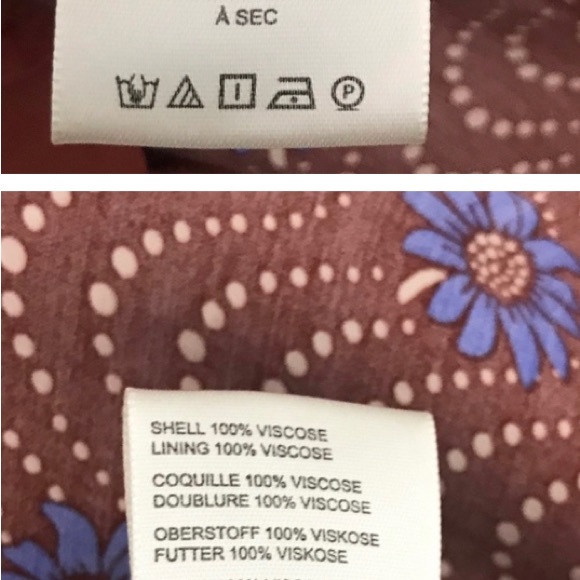 À SEC
P
SHELL 100% VISCOSE
LINING 100% VISCOSE
COQUILLE 100% VISCOSE
DOUBLURE 100% VISCOSE
OBERSTOFF 100% VISKOSE
FUTTER 100% VISKOSE